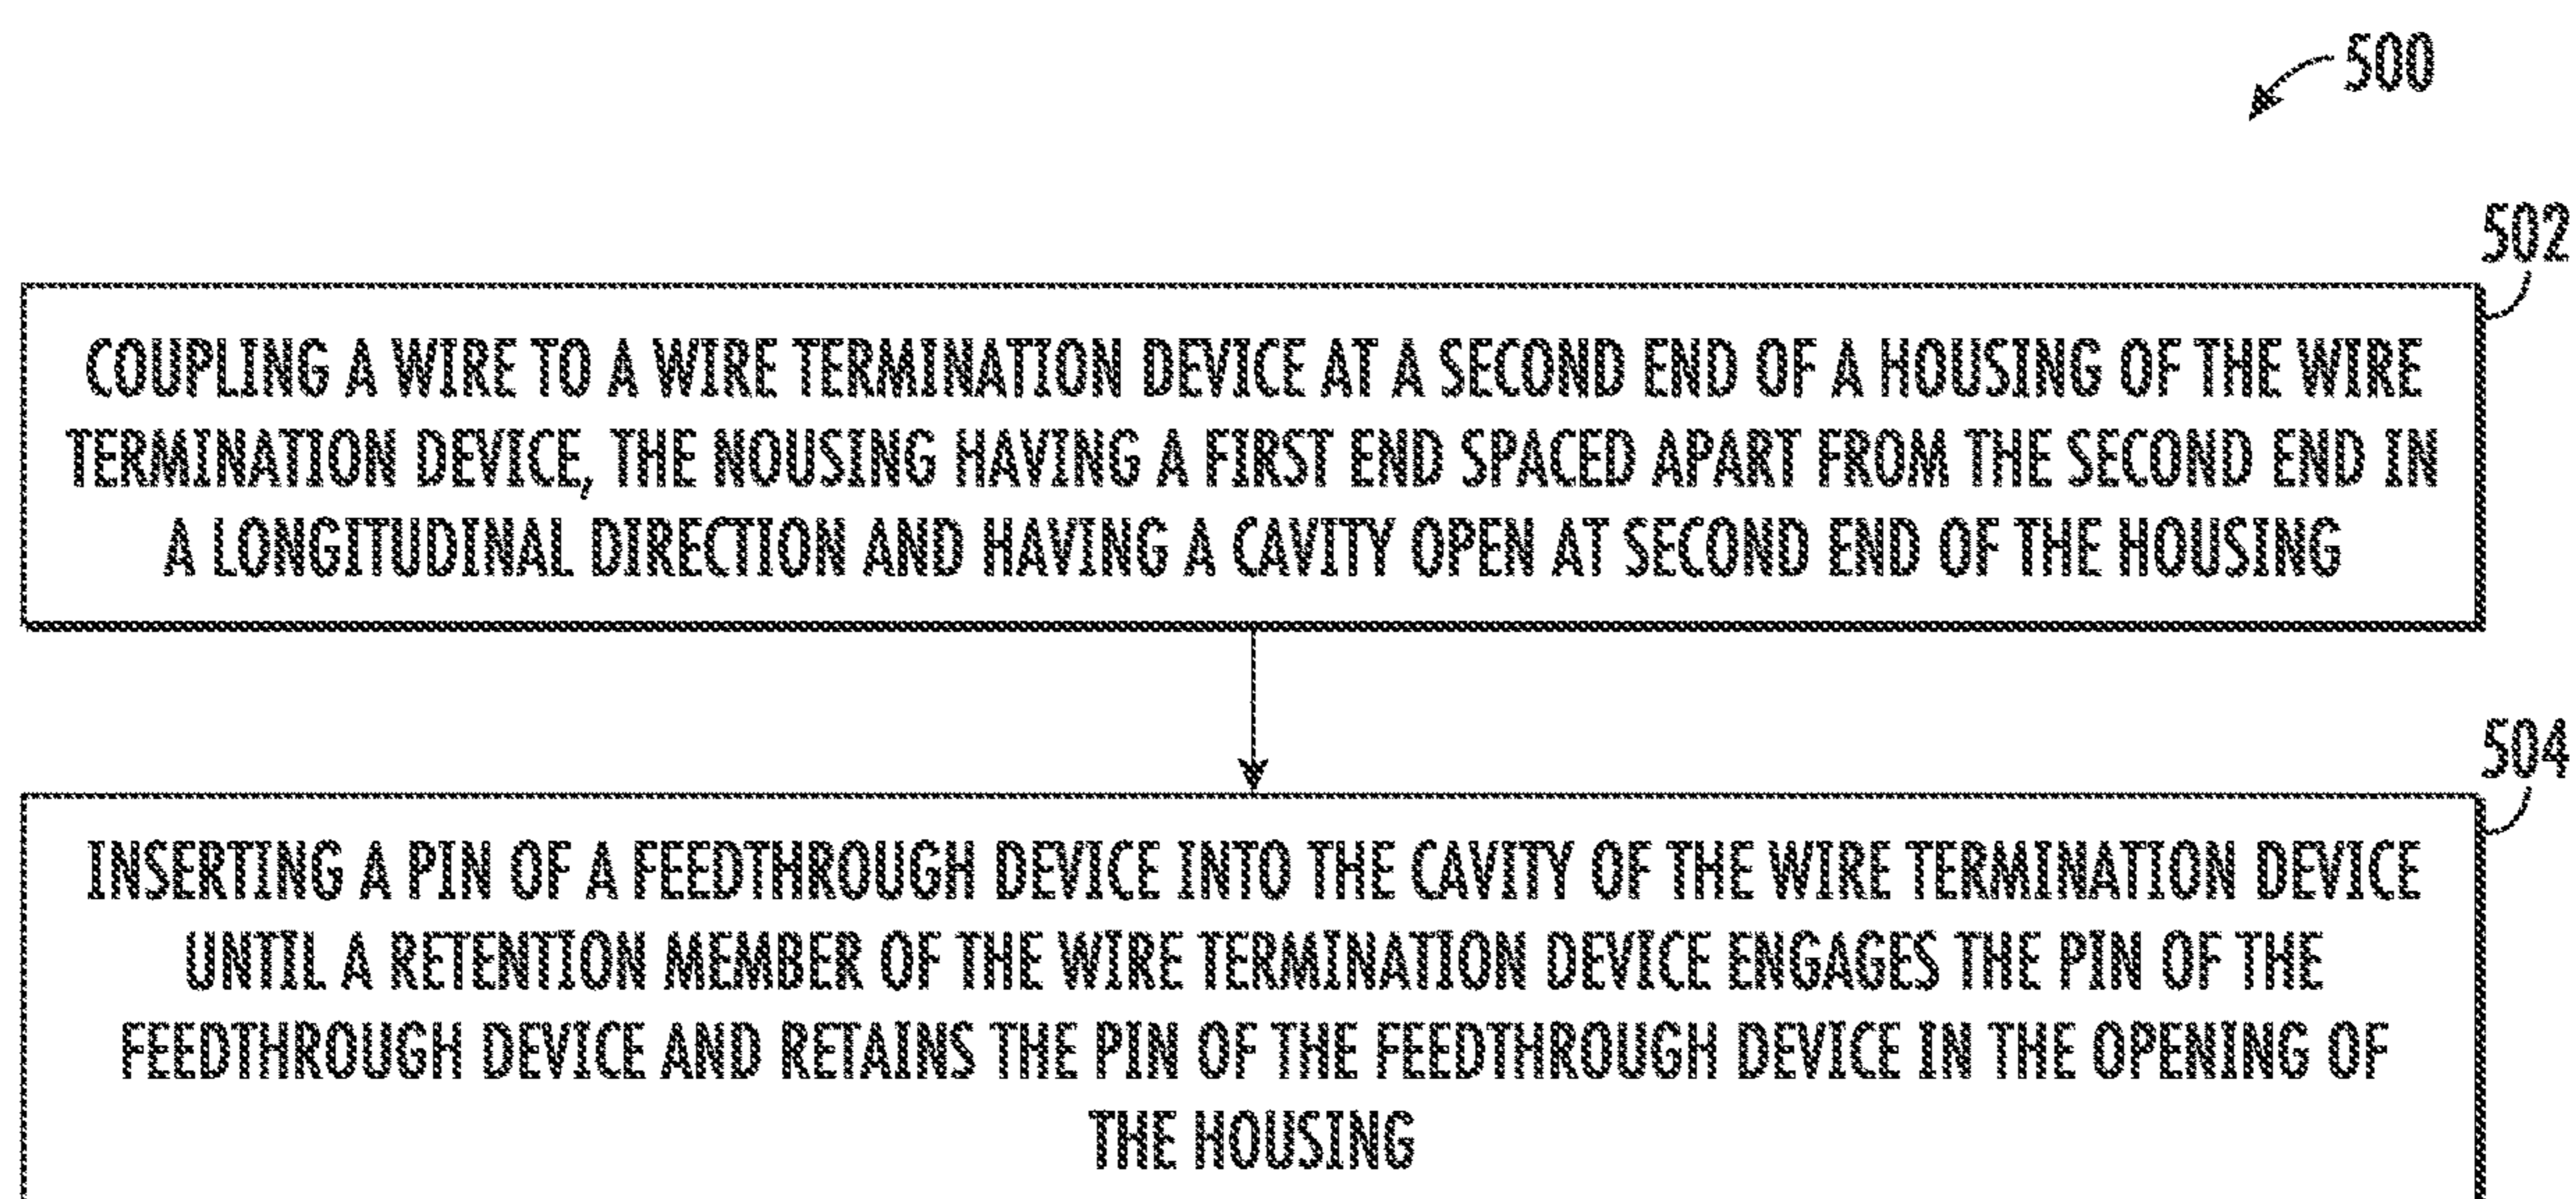 500
502
COUPLING A WIRE TO A WIRE TERMINATION DEVICE AT A SECOND END OF A HOUSING OF THE WIRE
TERMINATION DEVICE, THE NOUSING HAVING A FIRST END SPACED APART FROM THE SECOND END IN
A LONGITUDINAL DIRECTION AND HAVING A CAVITY OPEN AT SECOND END OF THE HOUSING
504
INSERTING A PIN OF A FEEDTHROUGH DEVICE INTO THE CAVITY OF THE WIRE TERMINATION DEVICE
UNTIL A RETENTION MEMBER OF THE WIRE TERMINATION DEVICE ENGAGES THE PIN OF THE
FEEDTHROUGH DEVICE AND RETAINS THE PIN OF THE FEEDTHROUGH DEVICE IN THE OPENING OF
THE HOUSING